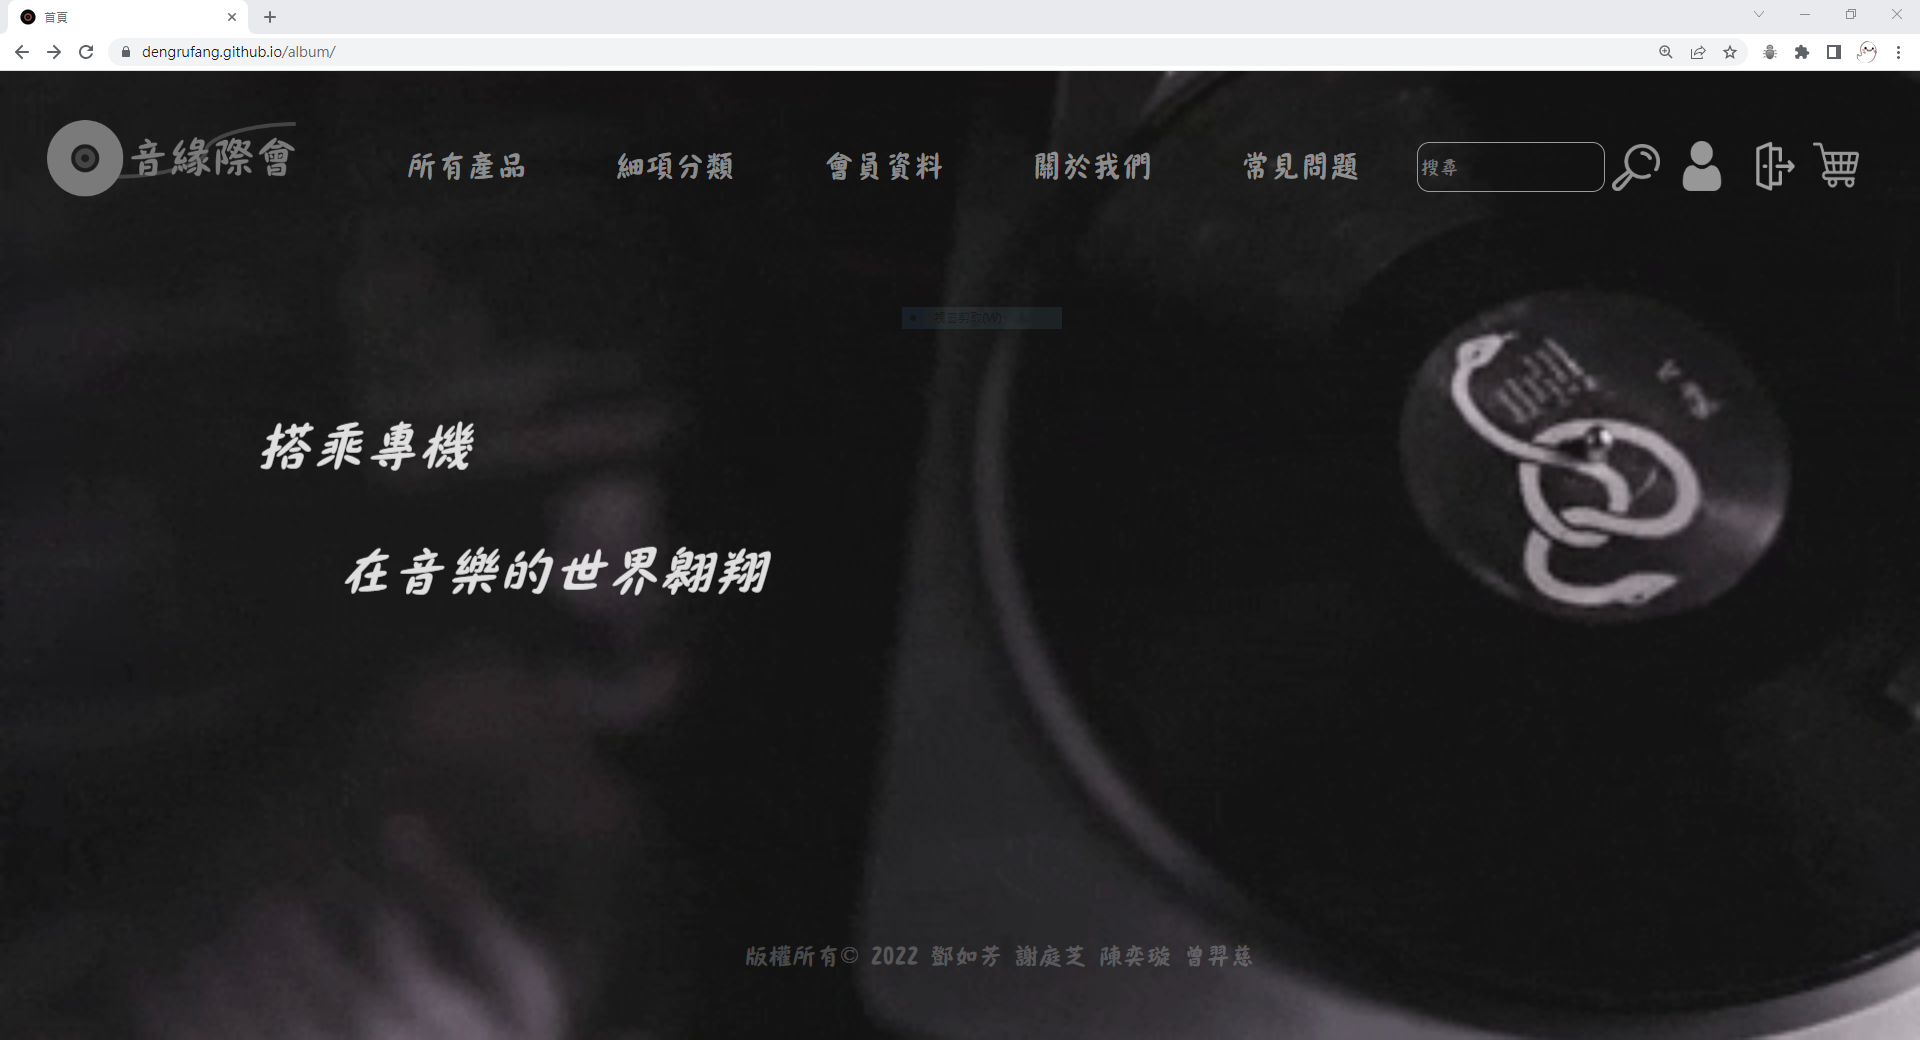 首頁
dengrufang.github.io/album/
音緣際會
所有產品 細項分類 會員資料 關於我們 常見問題 搜尋
搭乘專機
在音樂的世界翱翔
版權所有© 2022 鄧如芳 謝庭芝 陳奕璇 曾羿慈